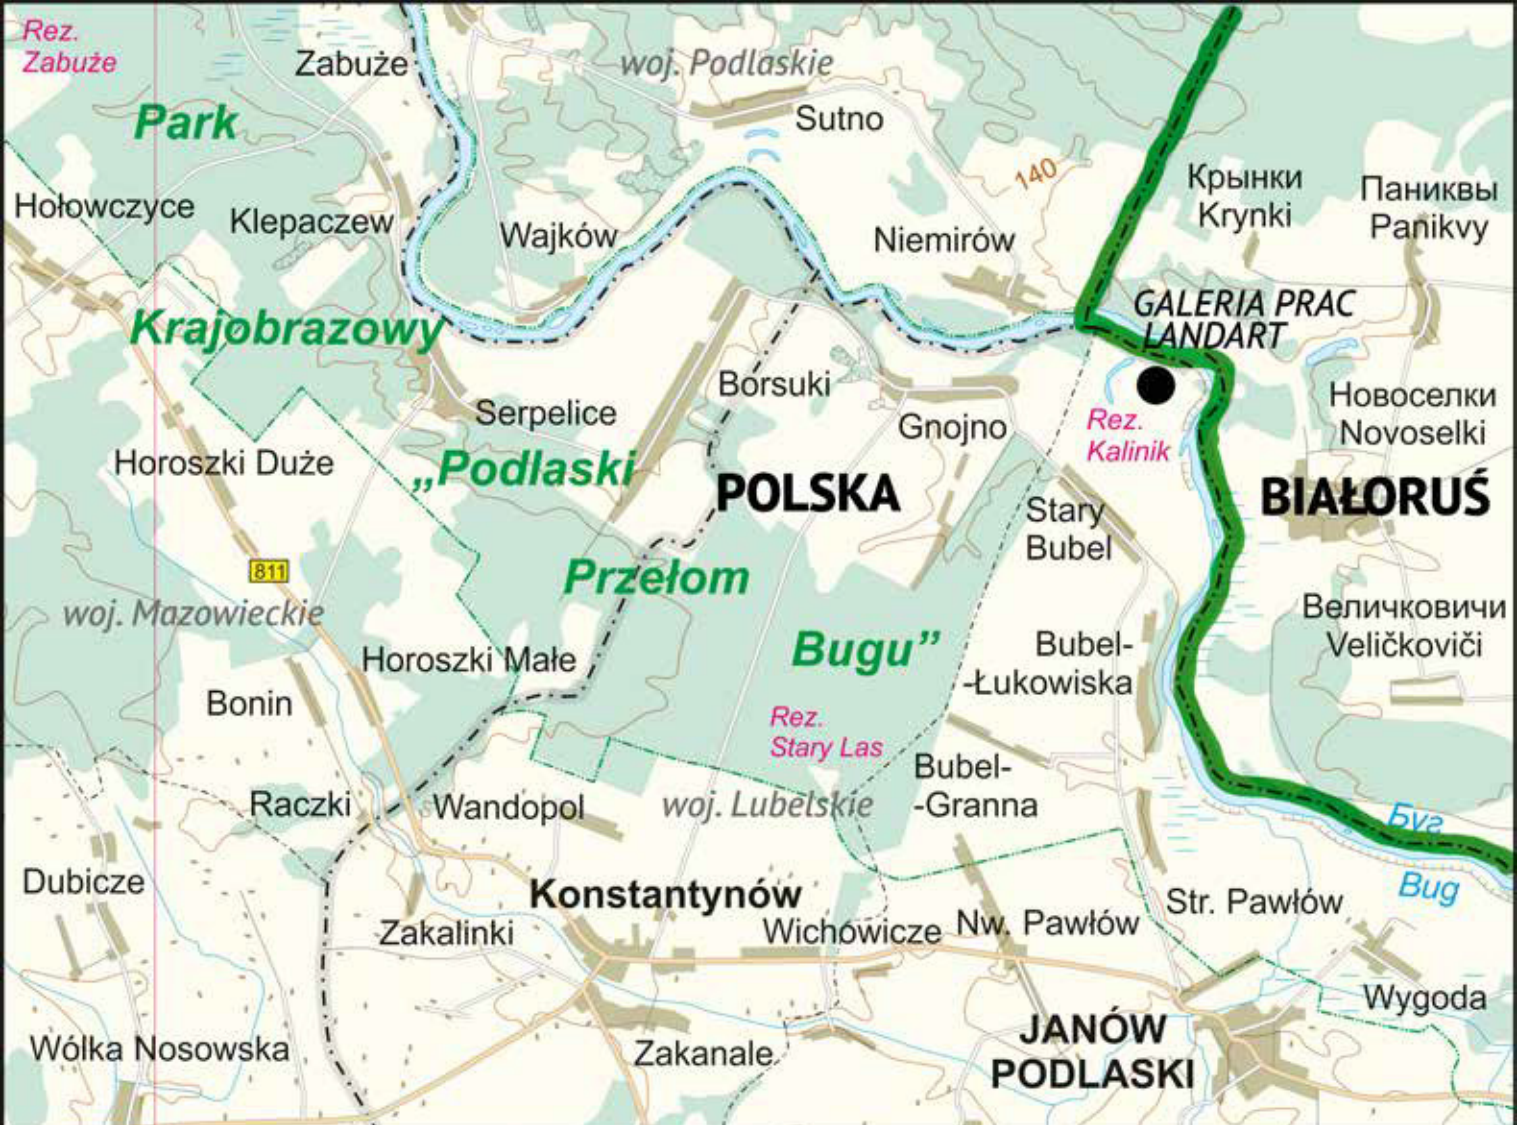 Rez.
Zabuże
Zabuże
woj. Podlaskie
Park
Sutno
140
Крынки
Krynki
Паниквы
Panikvy
Hołowczyce
Klepaczew
Wajków
Niemirów
GALERIA PRAC
LANDART
Krajobrazowy
Borsuki
Serpelice
Gnojno
Rez.
Kalinik
Новоселки
Novoselki
Horoszki Duże
„Podlaski
POLSKA
BIAŁORUŚ
Stary
Bubel
811
Przełom
woj. Mazowieckie
Величковичи
Veličkoviči
Bugu”
Bubel-
-Łukowiska
Horoszki Małe
Bonin
Rez.
Stary Las
Bubel-
-Granna
Raczki
Wandopol
woj. Lubelskie
Буг
Bug
Dubicze
Konstantynów
Str. Pawłów
Zakalinki
Wichowicze
Nw. Pawłów
Wygoda
Wólka Nosowska
Zakanale
JANÓW
PODLASKI